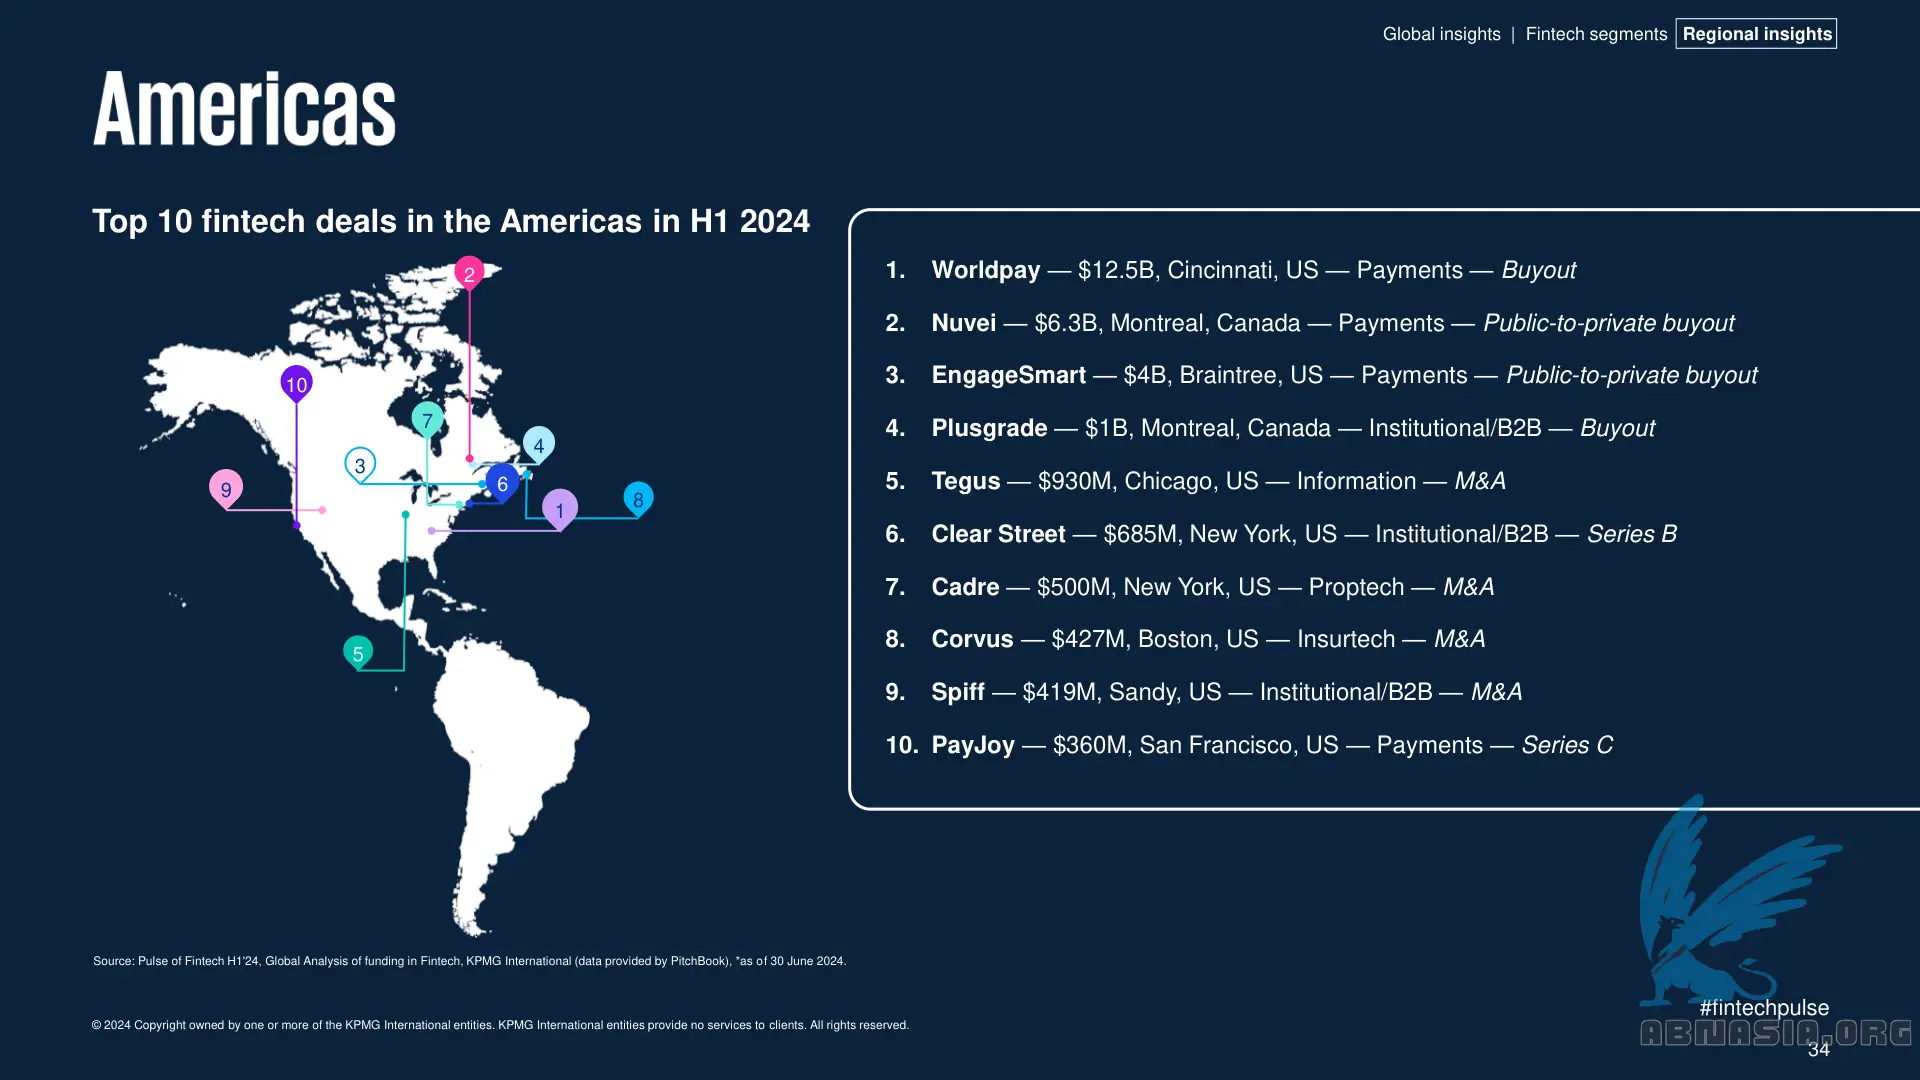 Global insights | Fintech segments Regional insights
Americas
Top 10 fintech deals in the Americas in H1 2024
2
10
7
4
3
6
9
1
8
5
1. Worldpay — $12.5B, Cincinnati, US — Payments — Buyout
2. Nuvei — $6.3B, Montreal, Canada — Payments — Public-to-private buyout
3. EngageSmart — $4B, Braintree, US — Payments — Public-to-private buyout
4. Plusgrade — $1B, Montreal, Canada — Institutional/B2B — Buyout
5. Tegus — $930M, Chicago, US — Information — M&A
6. Clear Street — $685M, New York, US — Institutional/B2B — Series B
7. Cadre — $500M, New York, US — Proptech — M&A
8. Corvus — $427M, Boston, US — Insurtech — M&A
9. Spiff — $419M, Sandy, US — Institutional/B2B — M&A
10. PayJoy — $360M, San Francisco, US — Payments — Series C
Source: Pulse of Fintech H1'24, Global Analysis of funding in Fintech, KPMG International (data provided by PitchBook), *as of 30 June 2024.
© 2024 Copyright owned by one or more of the KPMG International entities. KPMG International entities provide no services to clients. All rights reserved.
#fintechpulse
ABMASIA.ORG
34